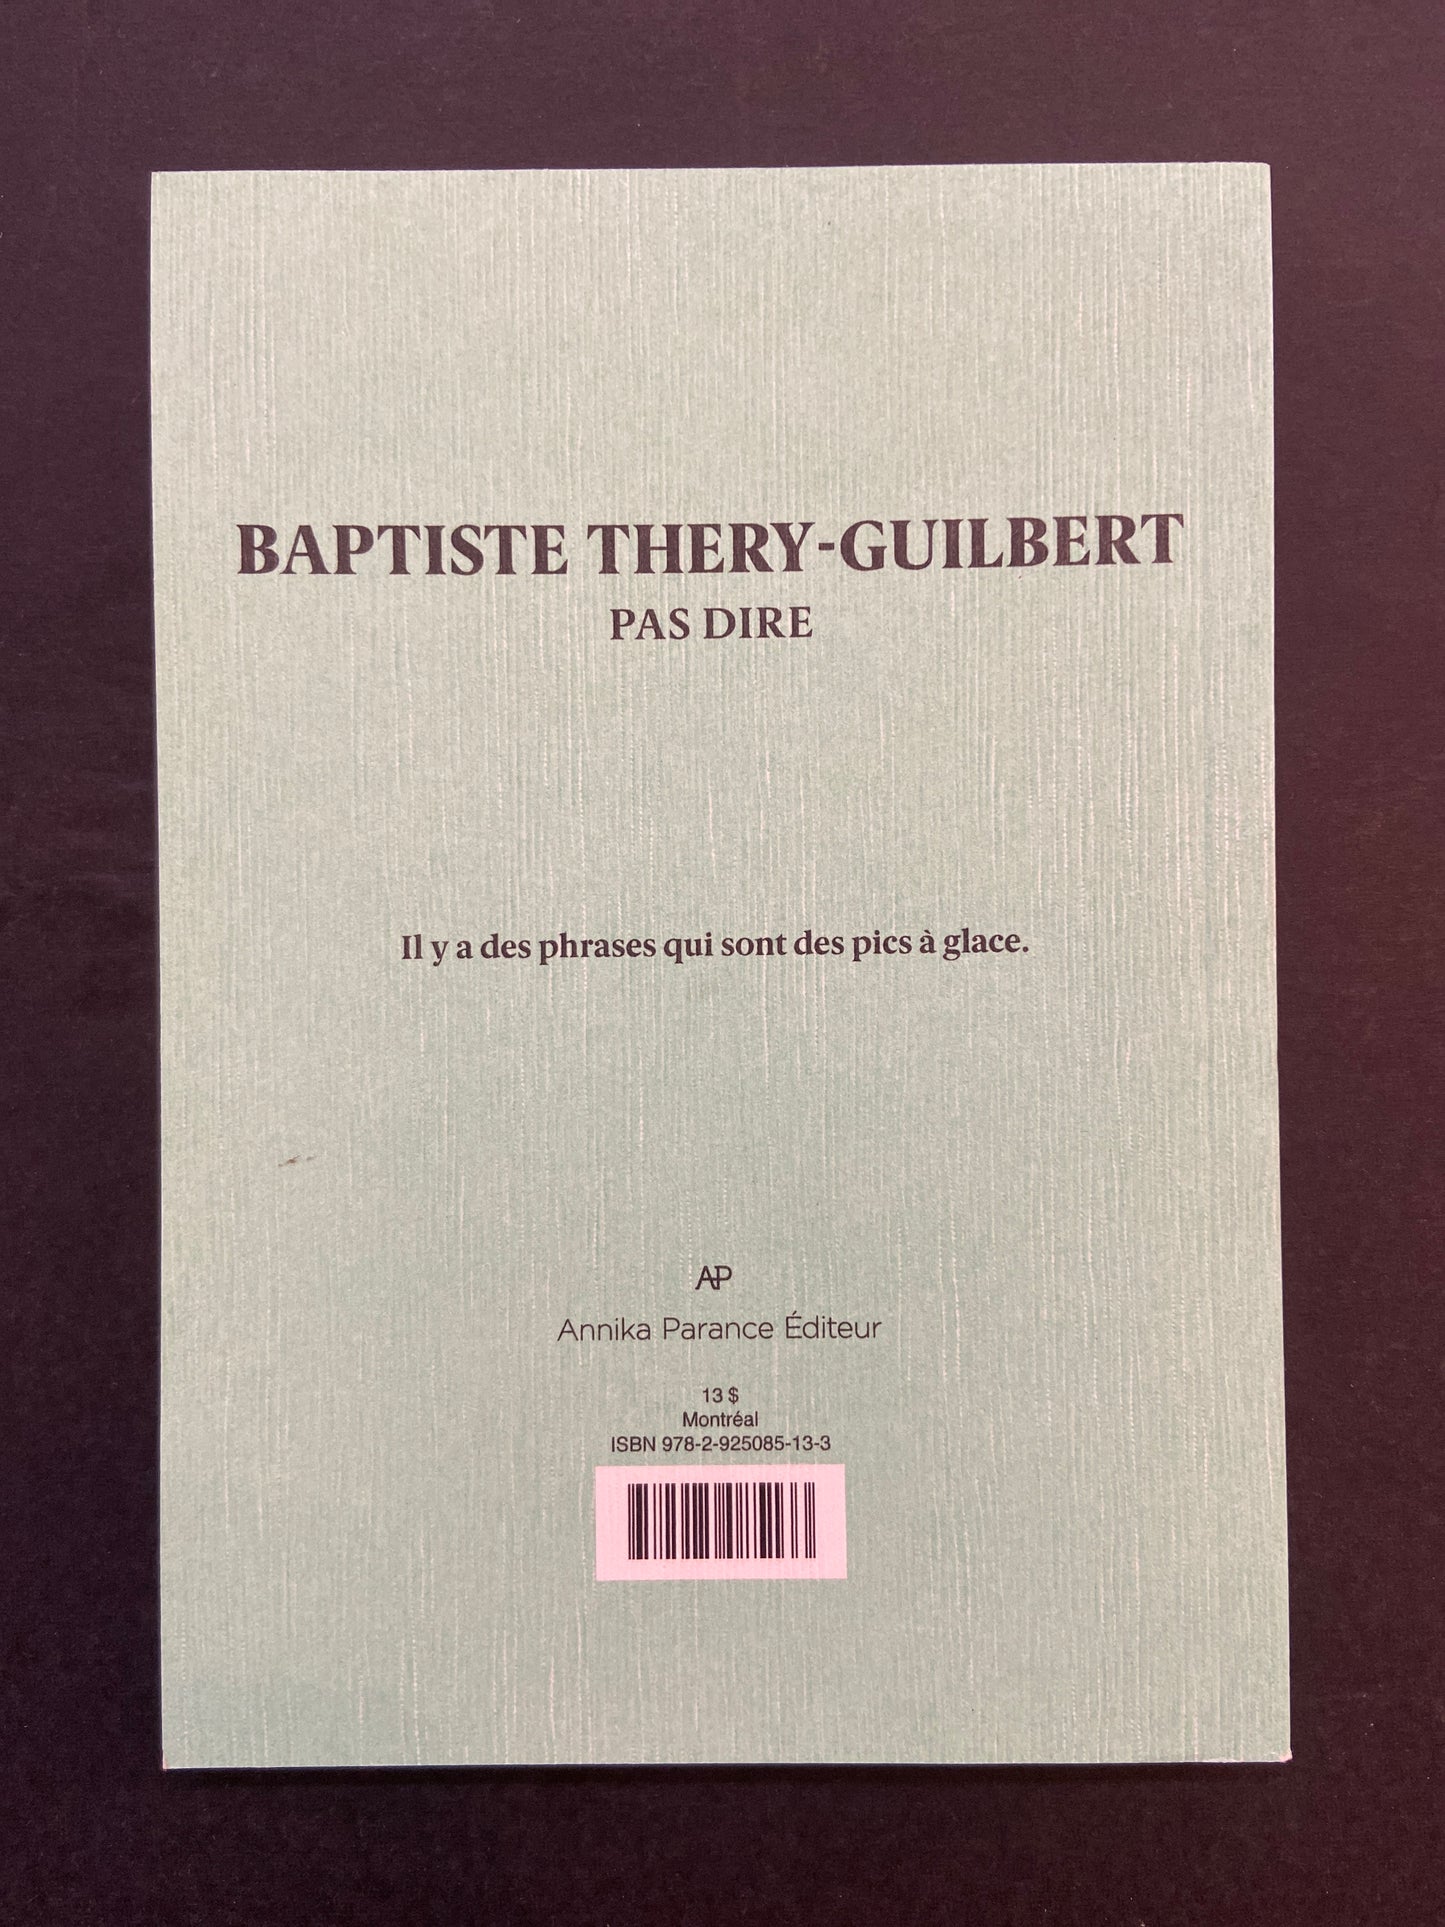 BAPTISTE THERY-GUILBERT
PAS DIRE
Il y a des phrases qui sont des pics à glace.
AP
Annika Parance Éditeur
13 $
Montréal
ISBN 978-2-925085-13-3